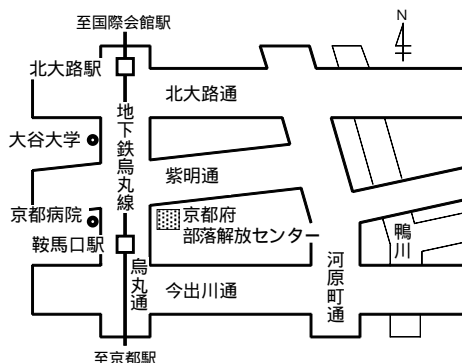 至国際会館駅
N
北大路駅
北大路通
地下鉄烏丸線
大谷大学
紫明通
京都病院
京都府
部落解放センター
鞍馬口駅
鴨川
烏丸通
今出川通
河原町通
至京都駅